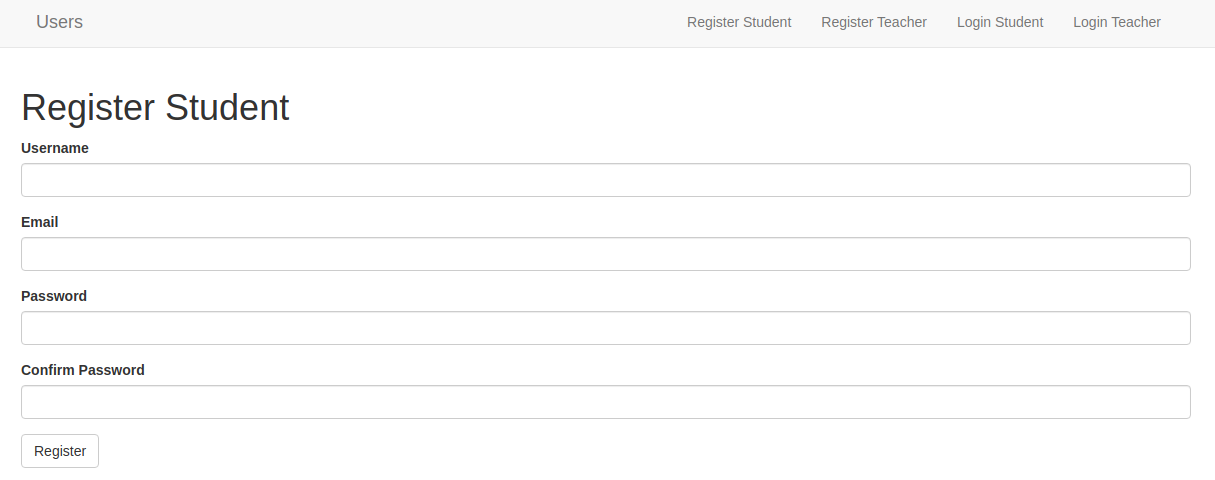 Users Register Student Register Teacher Login Student Login Teacher
Register Student
Username
Email
Password
Confirm Password
Register